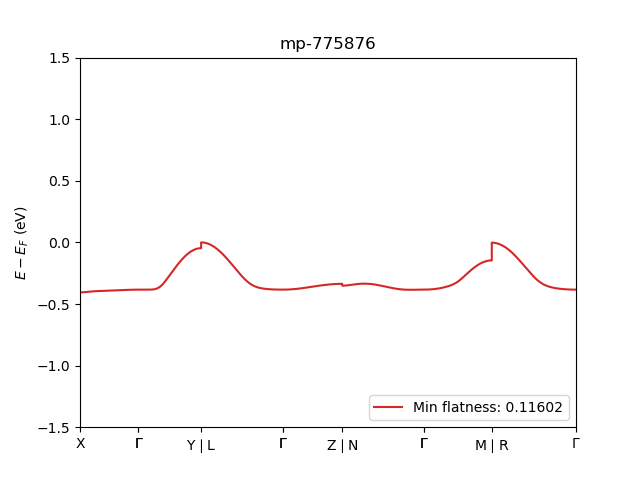 mp-775876
1.5
1.0
0.5
0.0
−0.5
−1.0
−1.5
E − E_F (eV)
Min flatness: 0.11602
X Γ Y | L Γ Z | N Γ M | R Γ